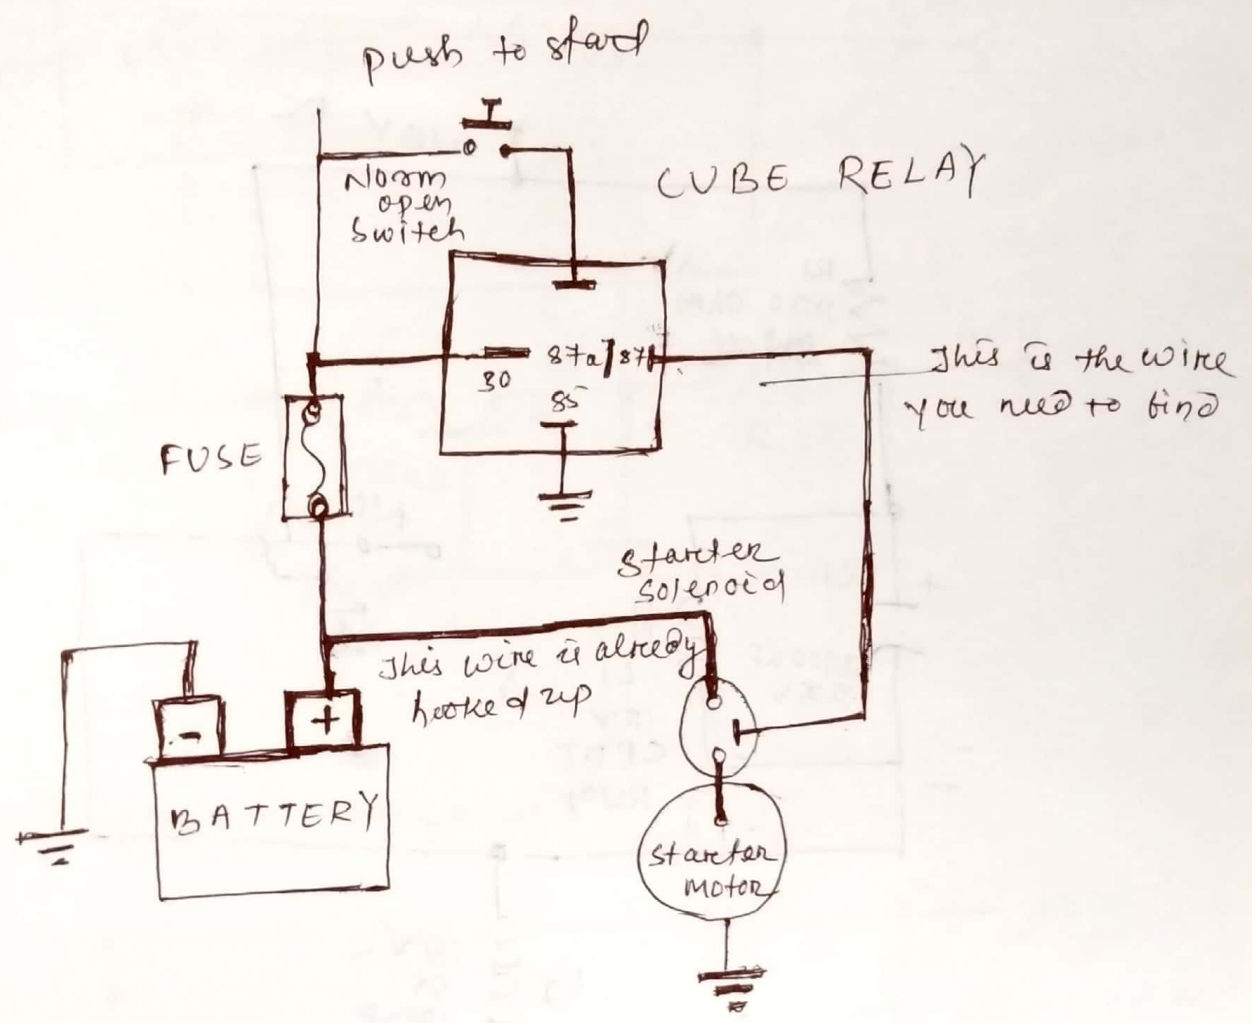 push to start
Norm
open
Switch
CUBE RELAY
30
87a 87
85
This is the wire
you need to find
FUSE
Starter
solenoid
This wire is already
hooked up
-
+
BATTERY
starter
motor